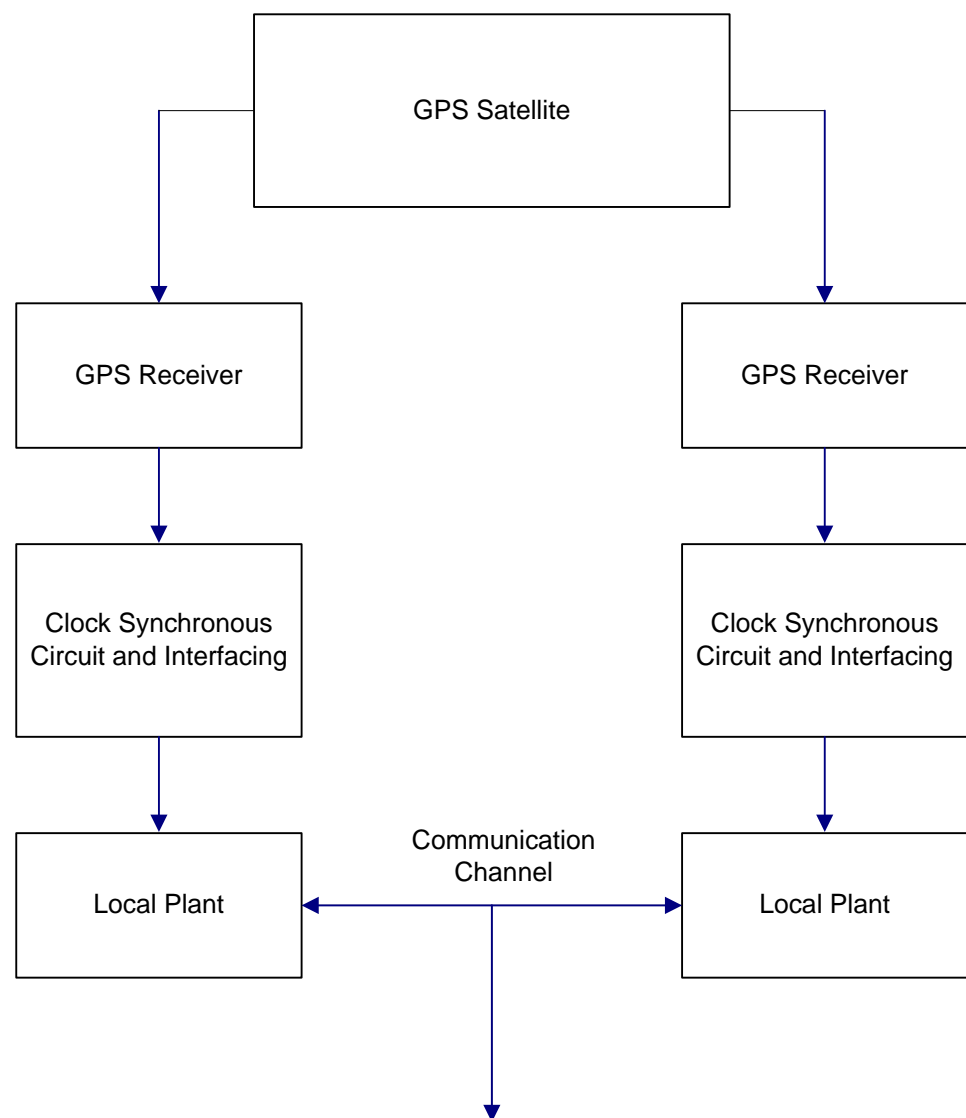 GPS Satellite
GPS Receiver
GPS Receiver
Clock Synchronous
Circuit and Interfacing
Clock Synchronous
Circuit and Interfacing
Communication
Channel
Local Plant
Local Plant